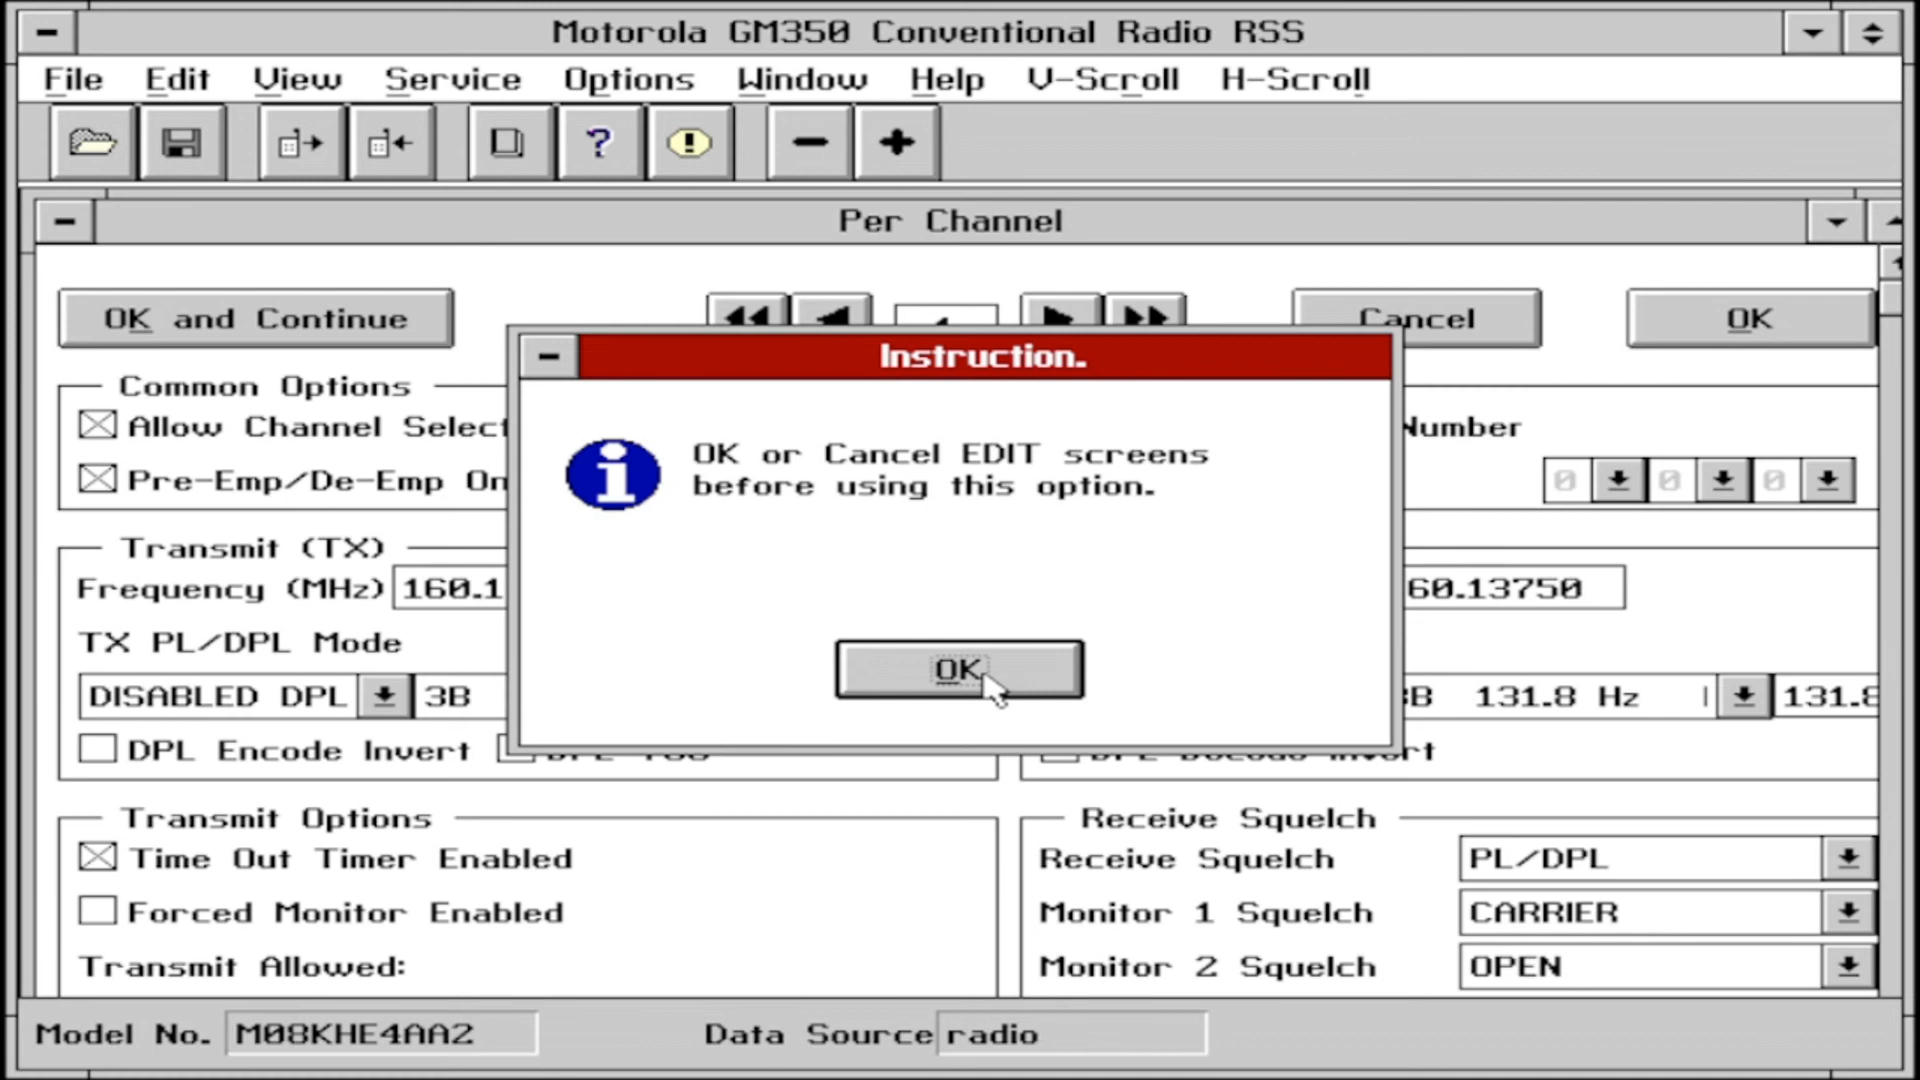 Motorola GM350 Conventional Radio RSS
File Edit View Service Options Window Help V-Scroll H-Scroll
?
Per Channel
OK and Continue
Cancel
OK
Instruction.
OK or Cancel EDIT screens
before using this option.
OK
Common Options
Allow Channel Select
Number
Pre-Emp/De-Emp On
0 0 0
Transmit (TX)
Frequency (MHz) 160.1
60.13750
TX PL/DPL Mode
DISABLED DPL 3B
131.8 Hz 131.8
DPL Encode Invert
Transmit Options
Time Out Timer Enabled
Forced Monitor Enabled
Transmit Allowed:
Receive Squelch
Receive Squelch PL/DPL
Monitor 1 Squelch CARRIER
Monitor 2 Squelch OPEN
Model No. M08KHE4AA2 Data Source radio